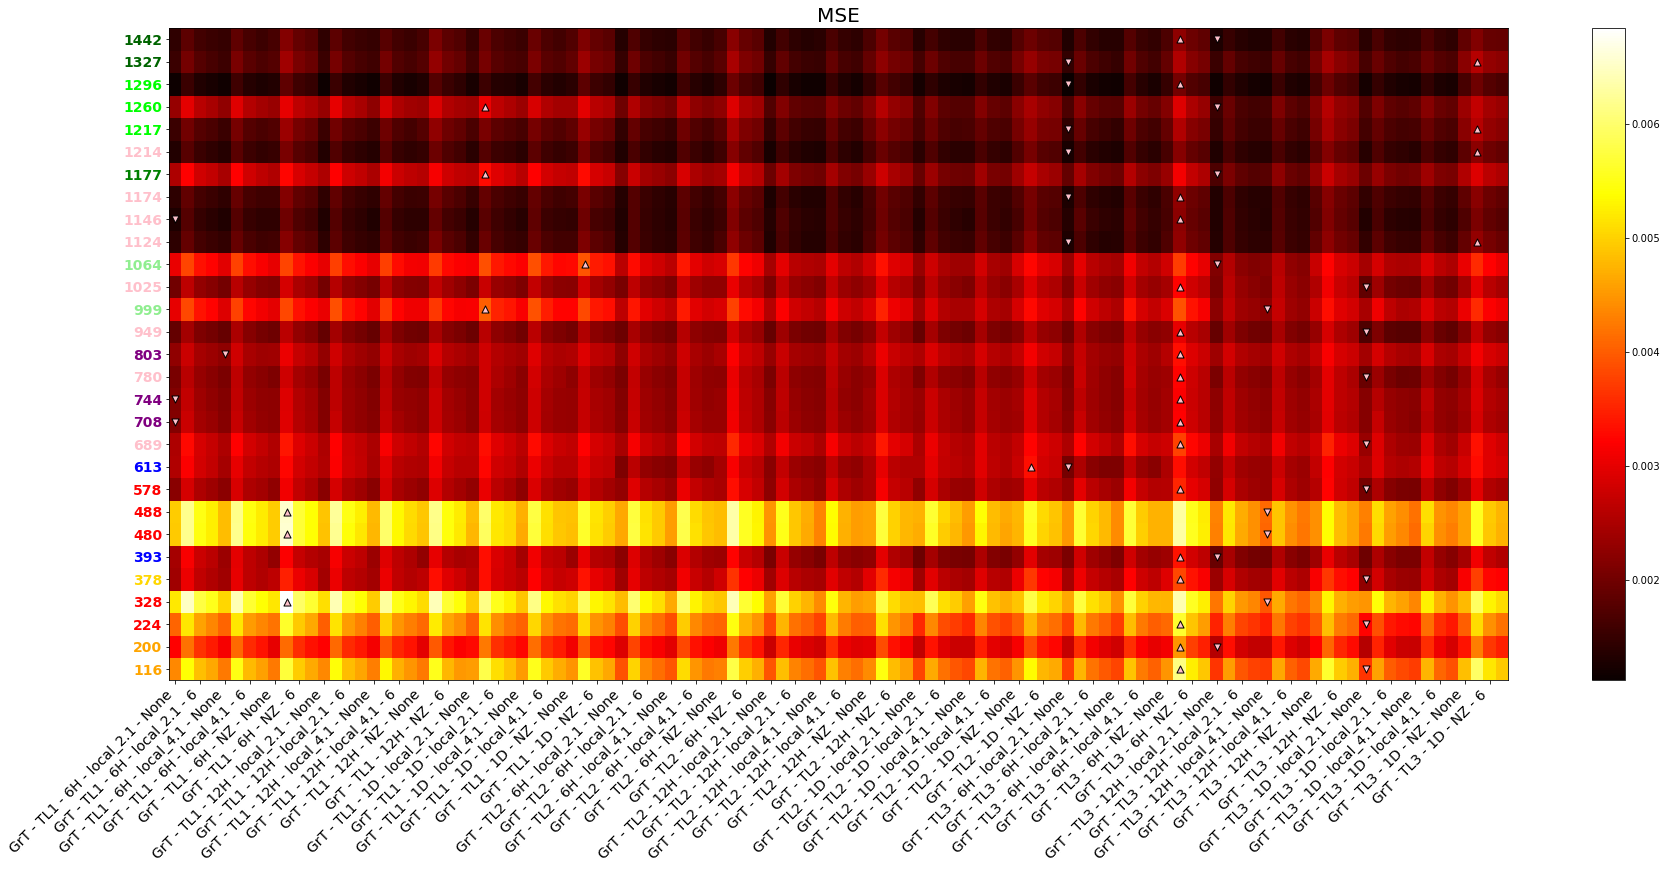 MSE
1442
1327
1296
1260
1217
1214
1177
1174
1146
1124
1064
1025
999
949
803
780
744
708
689
613
578
488
480
393
378
328
224
200
116
GrT - TL1 - 6H - local_2.1 - None
GrT - TL1 - 6H - local_2.1 - 6
GrT - TL1 - 6H - local_4.1 - None
GrT - TL1 - 6H - local_4.1 - 6
GrT - TL1 - 6H - NZ - None
GrT - TL1 - 6H - NZ - 6
GrT - TL1 - 12H - local_2.1 - None
GrT - TL1 - 12H - local_2.1 - 6
GrT - TL1 - 12H - local_4.1 - None
GrT - TL1 - 12H - local_4.1 - 6
GrT - TL1 - 12H - NZ - None
GrT - TL1 - 12H - NZ - 6
GrT - TL1 - 1D - local_2.1 - None
GrT - TL1 - 1D - local_2.1 - 6
GrT - TL1 - 1D - local_4.1 - None
GrT - TL1 - 1D - local_4.1 - 6
GrT - TL1 - 1D - NZ - None
GrT - TL1 - 1D - NZ - 6
GrT - TL2 - 6H - local_2.1 - None
GrT - TL2 - 6H - local_2.1 - 6
GrT - TL2 - 6H - local_4.1 - None
GrT - TL2 - 6H - local_4.1 - 6
GrT - TL2 - 6H - NZ - None
GrT - TL2 - 6H - NZ - 6
GrT - TL2 - 12H - local_2.1 - None
GrT - TL2 - 12H - local_2.1 - 6
GrT - TL2 - 12H - local_4.1 - None
GrT - TL2 - 12H - local_4.1 - 6
GrT - TL2 - 12H - NZ - None
GrT - TL2 - 12H - NZ - 6
GrT - TL2 - 1D - local_2.1 - None
GrT - TL2 - 1D - local_2.1 - 6
GrT - TL2 - 1D - local_4.1 - None
GrT - TL2 - 1D - local_4.1 - 6
GrT - TL2 - 1D - NZ - None
GrT - TL2 - 1D - NZ - 6
GrT - TL3 - 6H - local_2.1 - None
GrT - TL3 - 6H - local_2.1 - 6
GrT - TL3 - 6H - local_4.1 - None
GrT - TL3 - 6H - local_4.1 - 6
GrT - TL3 - 6H - NZ - None
GrT - TL3 - 6H - NZ - 6
GrT - TL3 - 12H - local_2.1 - None
GrT - TL3 - 12H - local_2.1 - 6
GrT - TL3 - 12H - local_4.1 - None
GrT - TL3 - 12H - local_4.1 - 6
GrT - TL3 - 12H - NZ - None
GrT - TL3 - 12H - NZ - 6
GrT - TL3 - 1D - local_2.1 - None
GrT - TL3 - 1D - local_2.1 - 6
GrT - TL3 - 1D - local_4.1 - None
GrT - TL3 - 1D - local_4.1 - 6
GrT - TL3 - 1D - NZ - None
GrT - TL3 - 1D - NZ - 6
0.006
0.005
0.004
0.003
0.002